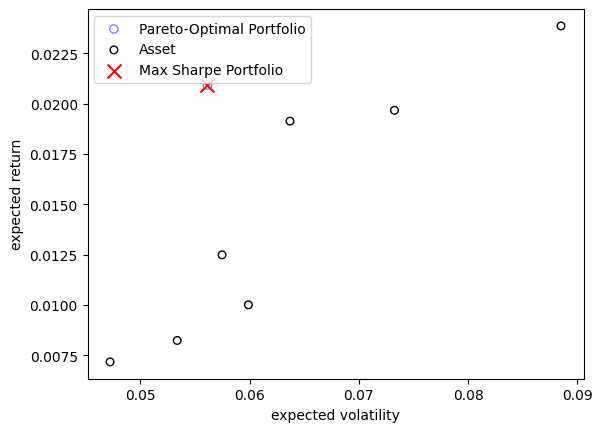 Pareto-Optimal Portfolio
Asset
Max Sharpe Portfolio
0.0225
0.0200
0.0175
0.0150
0.0125
0.0100
0.0075
expected return
0.05
0.06
0.07
0.08
0.09
expected volatility